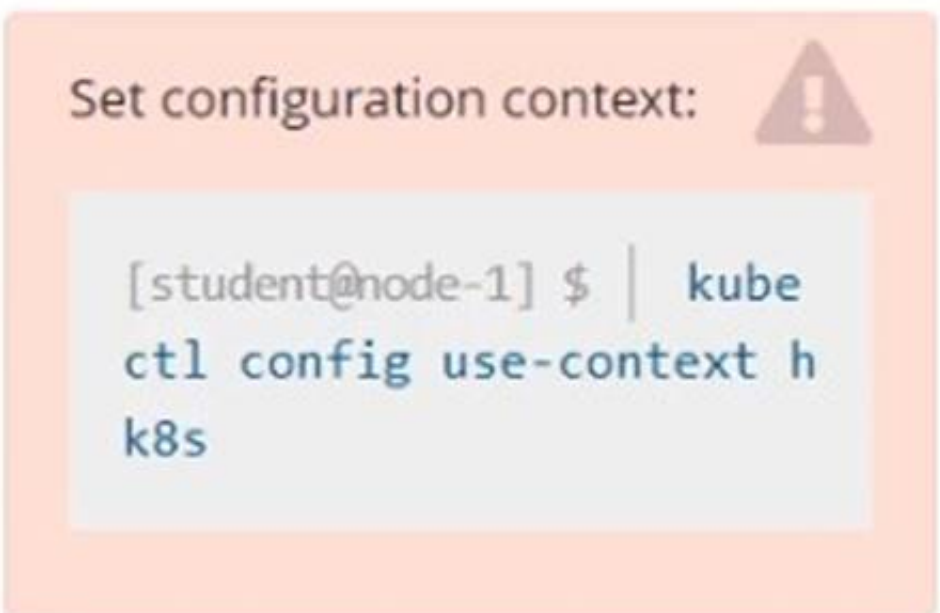 Set configuration context:
[student@node-1] $ | kube
ctl config use-context h
k8s